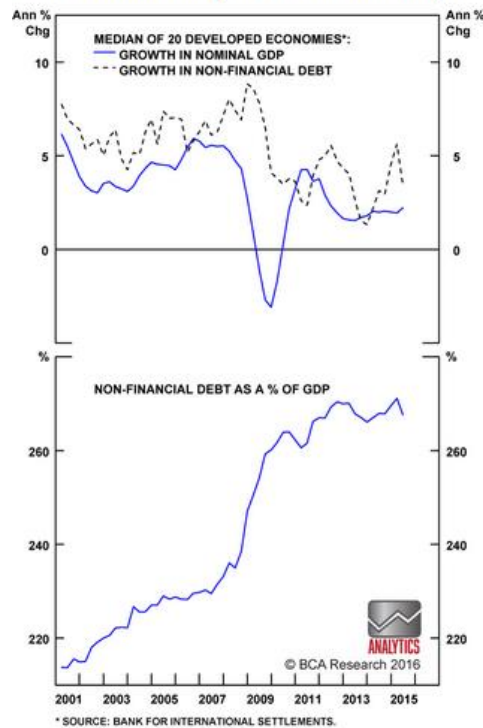 Ann %
Chg
Ann %
Chg
MEDIAN OF 20 DEVELOPED ECONOMIES*:
GROWTH IN NOMINAL GDP
GROWTH IN NON-FINANCIAL DEBT
10
10
5
5
0
0
%
%
NON-FINANCIAL DEBT AS A % OF GDP
260
260
240
240
220
220
ANALYTICS
© BCA Research 2016
2001 2003 2005 2007 2009 2011 2013 2015
* SOURCE: BANK FOR INTERNATIONAL SETTLEMENTS.